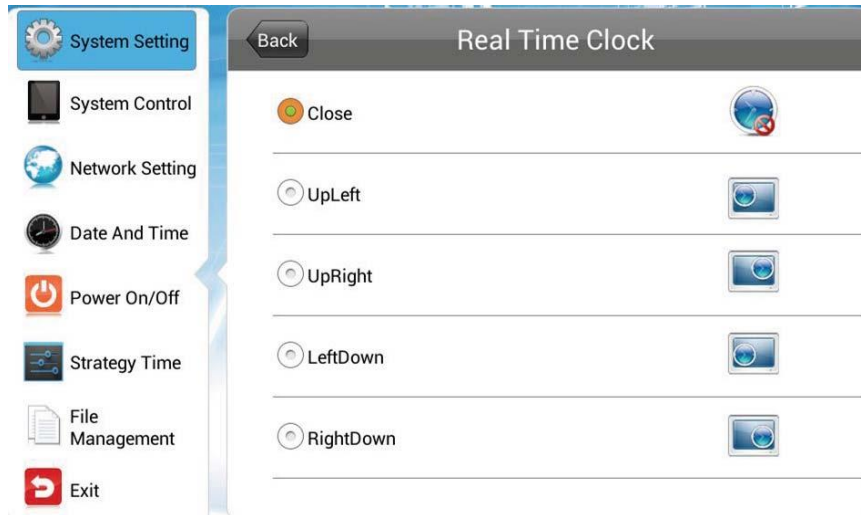 System Setting
System Control
Network Setting
Date And Time
Power On/Off
Strategy Time
File
Management
Exit
Back
Real Time Clock
Close
UpLeft
UpRight
LeftDown
RightDown